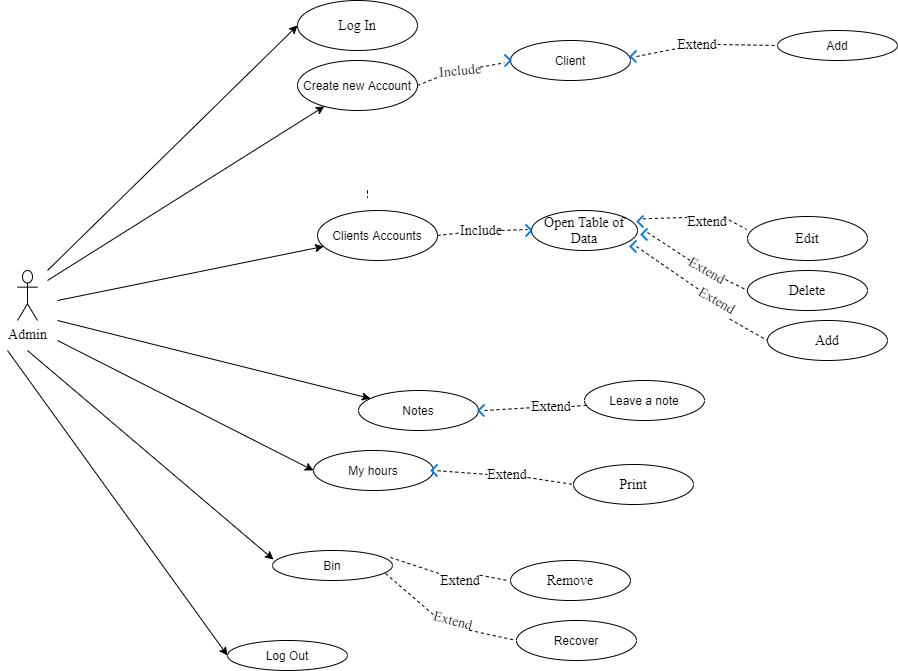 Log In
Create new Account
Include
Client
Extend
Add
Clients Accounts
Include
Open Table of
Data
Extend
Edit
Extend
Delete
Extend
Add
Admin
Notes
Extend
Leave a note
My hours
Extend
Print
Bin
Extend
Remove
Extend
Recover
Log Out